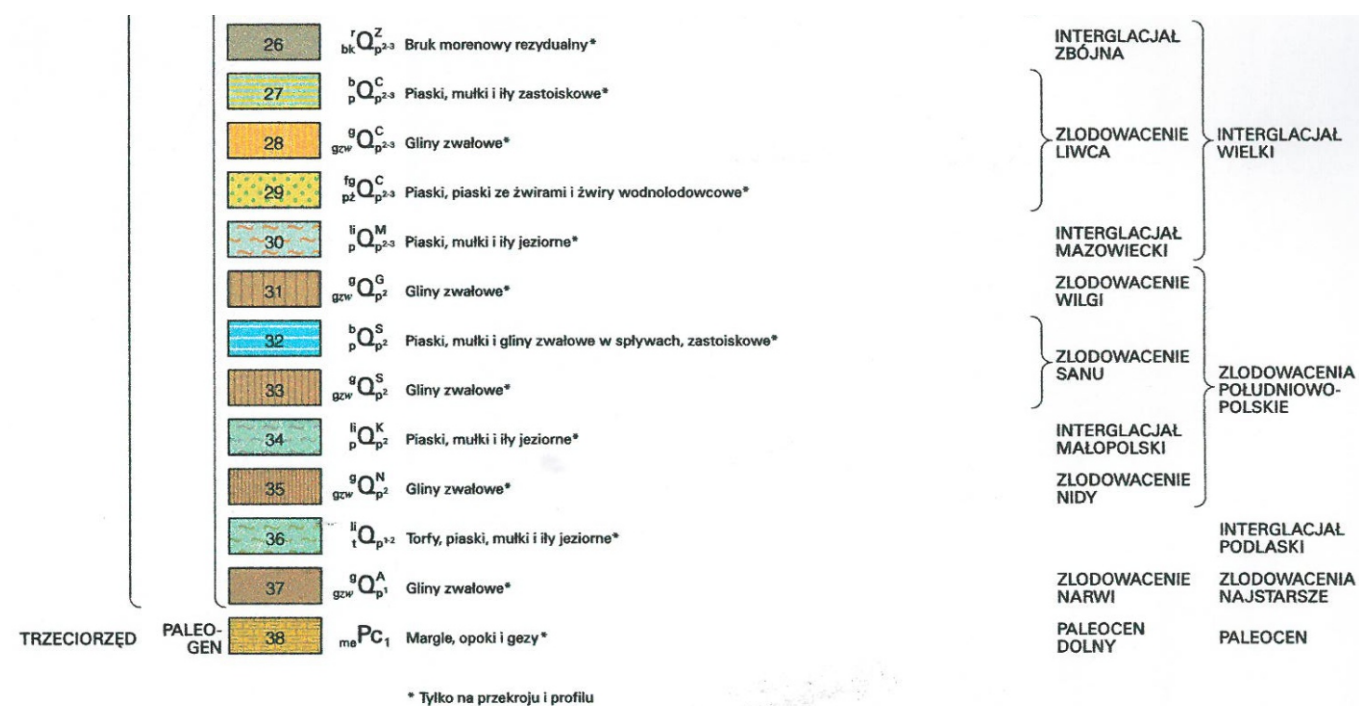 26 r bk Q Z p2-3 Bruk morenowy rezydualny* INTERGLACJAŁ ZBÓJNA
27 b p Q C p2-3 Piaski, mułki i iły zastoiskowe*
28 g gzw Q C p2-3 Gliny zwałowe* ZLODOWACENIE LIWCA INTERGLACJAŁ WIELKI
29 fg pż Q C p2-3 Piaski, piaski ze żwirami i żwiry wodnolodowcowe*
30 li p Q M p2-3 Piaski, mułki i iły jeziorne* INTERGLACJAŁ MAZOWIECKI
31 g gzw Q G p2 Gliny zwałowe* ZLODOWACENIE WILGI
32 b p Q S p2 Piaski, mułki i gliny zwałowe w spływach, zastoiskowe*
ZLODOWACENIE SANU
33 g gzw Q S p2 Gliny zwałowe* ZLODOWACENIA POŁUDNIOWO-POLSKIE
34 li p Q K p2 Piaski, mułki i iły jeziorne* INTERGLACJAŁ MAŁOPOLSKI
35 g gzw Q N p2 Gliny zwałowe* ZLODOWACENIE NIDY
36 li t Q p1-2 Torfy, piaski, mułki i iły jeziorne* INTERGLACJAŁ PODLASKI
37 g gzw Q A p1 Gliny zwałowe* ZLODOWACENIE NARWI ZLODOWACENIA NAJSTARSZE
TRZECIORZĘD PALEO-GEN 38 me Pc 1 Margle, opoki i gezy* PALEOCEN DOLNY PALEOCEN
* Tylko na przekroju i profilu